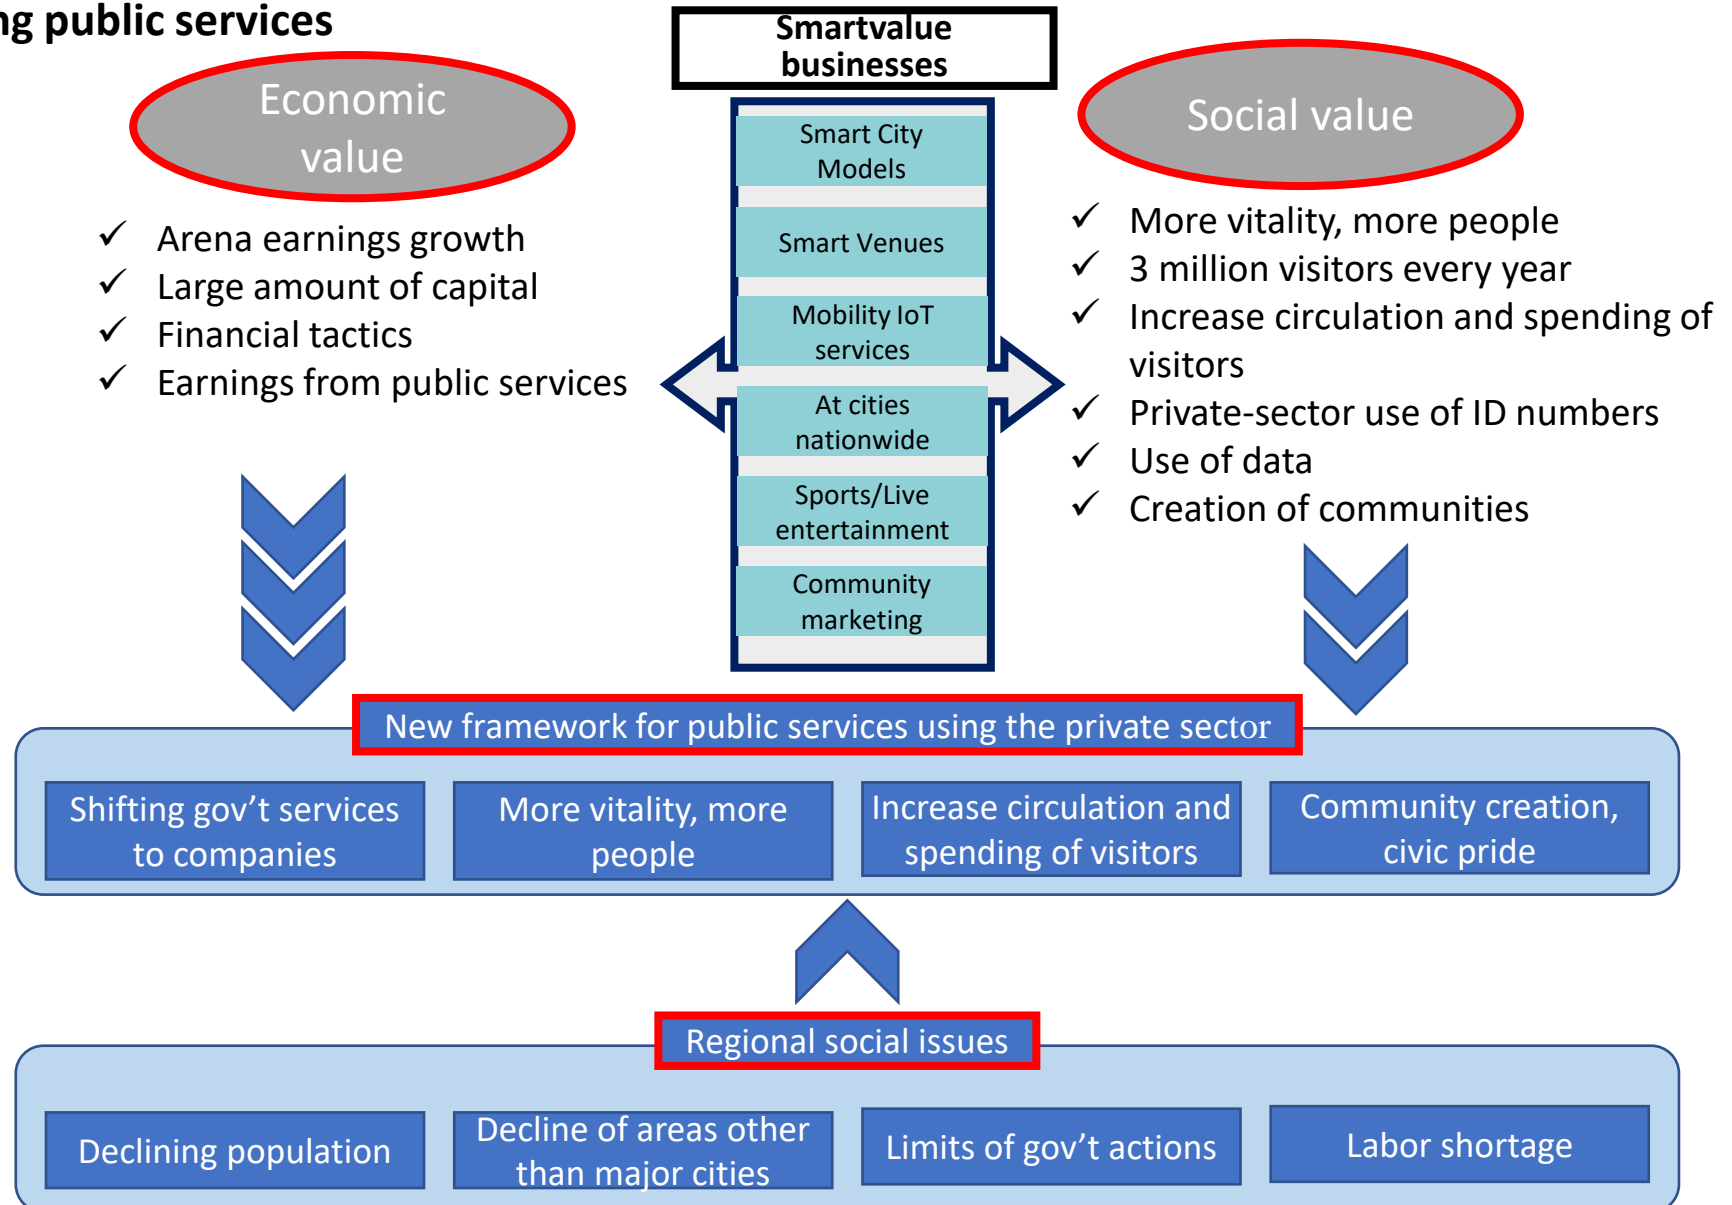 ng public services
Smartvalue
businesses
Economic
value
Arena earnings growth
Large amount of capital
Financial tactics
Earnings from public services
Smart City
Models
Smart Venues
Mobility IoT
services
At cities
nationwide
Sports/Live
entertainment
Community
marketing
Social value
More vitality, more people
3 million visitors every year
Increase circulation and spending of
visitors
Private-sector use of ID numbers
Use of data
Creation of communities
New framework for public services using the private sector
Shifting gov’t services
to companies
More vitality, more
people
Increase circulation and
spending of visitors
Community creation,
civic pride
Regional social issues
Declining population
Decline of areas other
than major cities
Limits of gov’t actions
Labor shortage